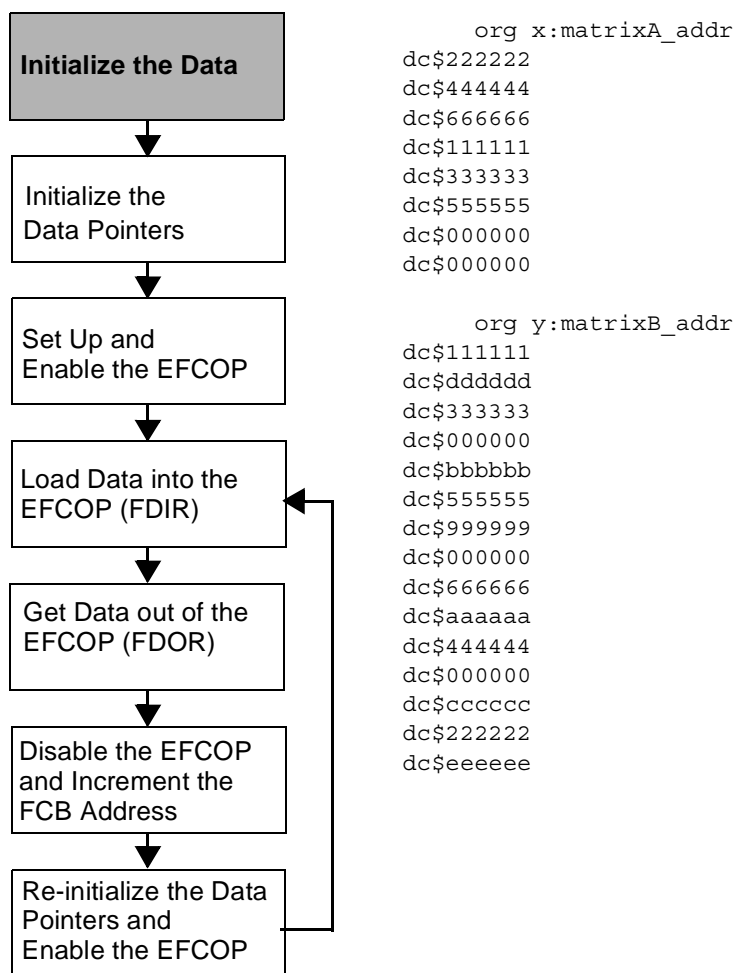 Initialize the Data
Initialize the
Data Pointers
Set Up and
Enable the EFCOP
Load Data into the
EFCOP (FDIR)
Get Data out of the
EFCOP (FDOR)
Disable the EFCOP
and Increment the
FCB Address
Re-initialize the Data
Pointers and
Enable the EFCOP
org x:matrixA_addr
dc$222222
dc$444444
dc$666666
dc$111111
dc$333333
dc$555555
dc$000000
dc$000000
org y:matrixB_addr
dc$111111
dc$dddddd
dc$333333
dc$000000
dc$bbbbbb
dc$555555
dc$999999
dc$000000
dc$666666
dc$aaaaaa
dc$444444
dc$000000
dc$cccccc
dc$222222
dc$eeeeee